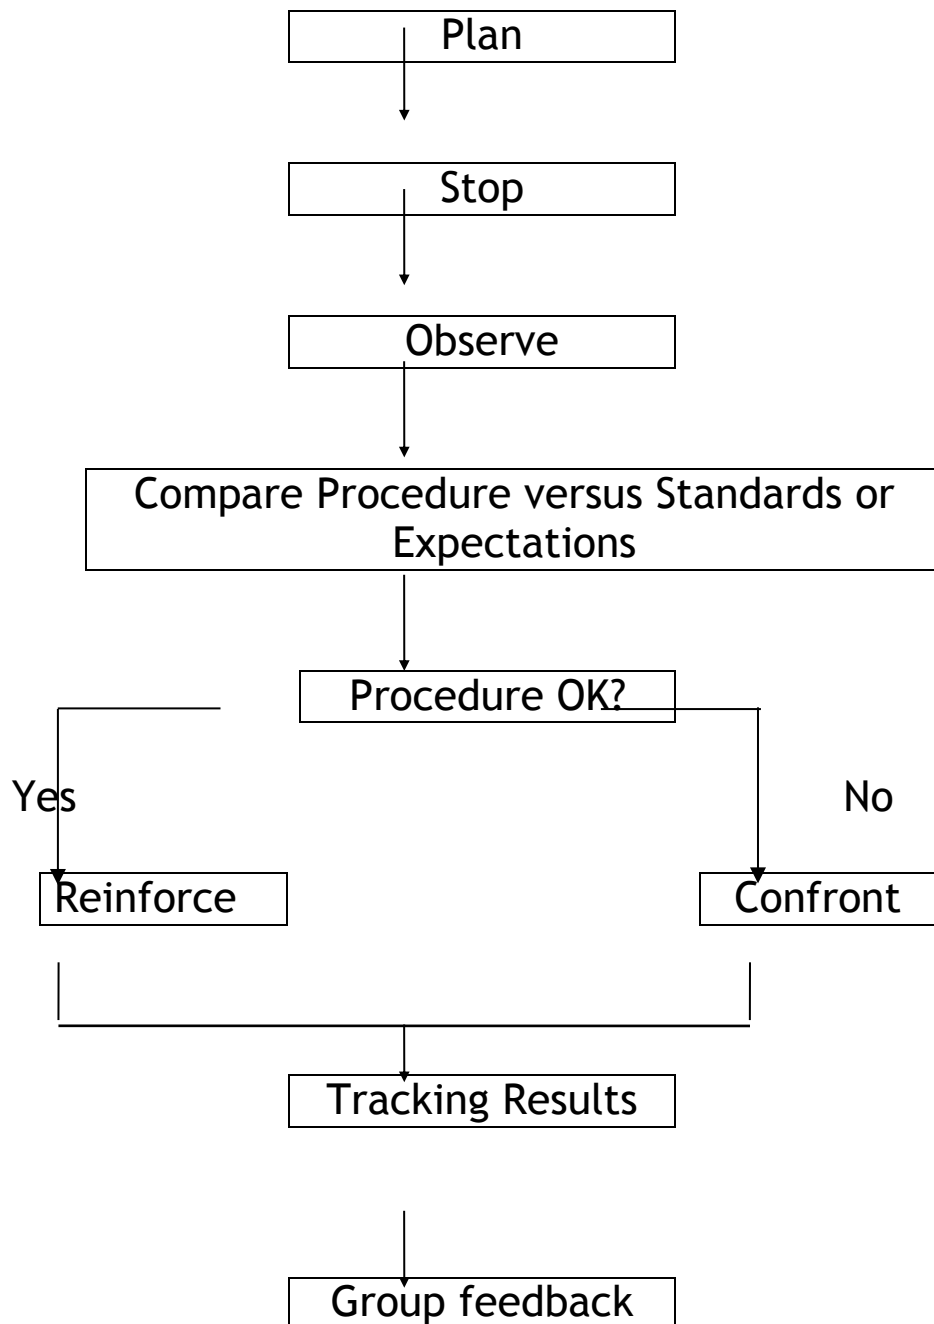 Plan
Stop
Observe
Compare Procedure versus Standards or
Expectations
Procedure OK?
Yes
No
Reinforce
Confront
Tracking Results
Group feedback